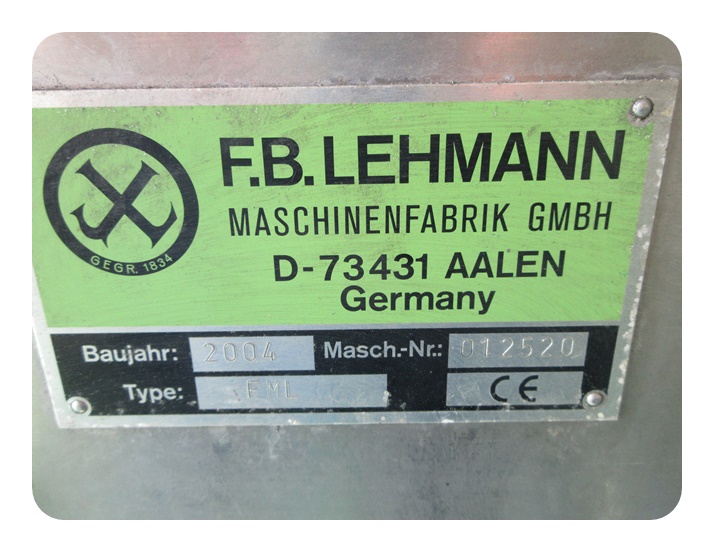 F.B. LEHMANN
MASCHINENFABRIK GMBH
D-73431 AALEN
Germany
GEGR. 1834
Baujahr: 2004 Masch.-Nr.: 012520
Type: FML CE